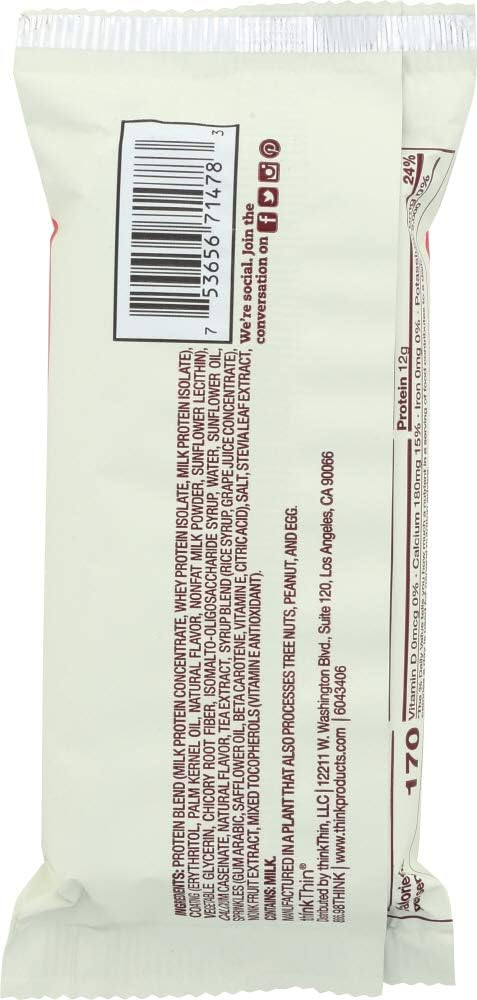 INGREDIENTS: PROTEIN BLEND (MILK PROTEIN CONCENTRATE, WHEY PROTEIN ISOLATE, MILK PROTEIN ISOLATE),
COATING (ERYTHRITOL, PALM KERNEL OIL, NATURAL FLAVOR, NONFAT MILK POWDER, SUNFLOWER LECITHIN),
VEGETABLE GLYCERIN, CHICORY ROOT FIBER, ISOMALTO-OLIGOSACCHARIDE SYRUP, WATER, SUNFLOWER OIL,
CALCIUM CASEINATE, NATURAL FLAVOR, TEA EXTRACT, SYRUP BLEND (RICE SYRUP, GRAPE JUICE CONCENTRATE),
SPRINKLES (GUM ARABIC, SAFFLOWER OIL, BETA CAROTENE, VITAMIN E, CITRIC ACID), SALT, STEVIA LEAF EXTRACT,
MONK FRUIT EXTRACT, MIXED TOCOPHEROLS (VITAMIN E ANTIOXIDANT).
CONTAINS: MILK.
MANUFACTURED IN A PLANT THAT ALSO PROCESSES TREE NUTS, PEANUT, AND EGG.
thinkThin®
Distributed by thinkThin, LLC | 12211 W. Washington Blvd., Suite 120, Los Angeles, CA 90066
866.98THINK | www.thinkproducts.com | 6043406
7 53656 71478 3
We're social. Join the
conversation on
170
Protein 12g
24%
Vitamin D 0mcg 0% · Calcium 180mg 15% · Iron 0mg 0% · Potass
9%